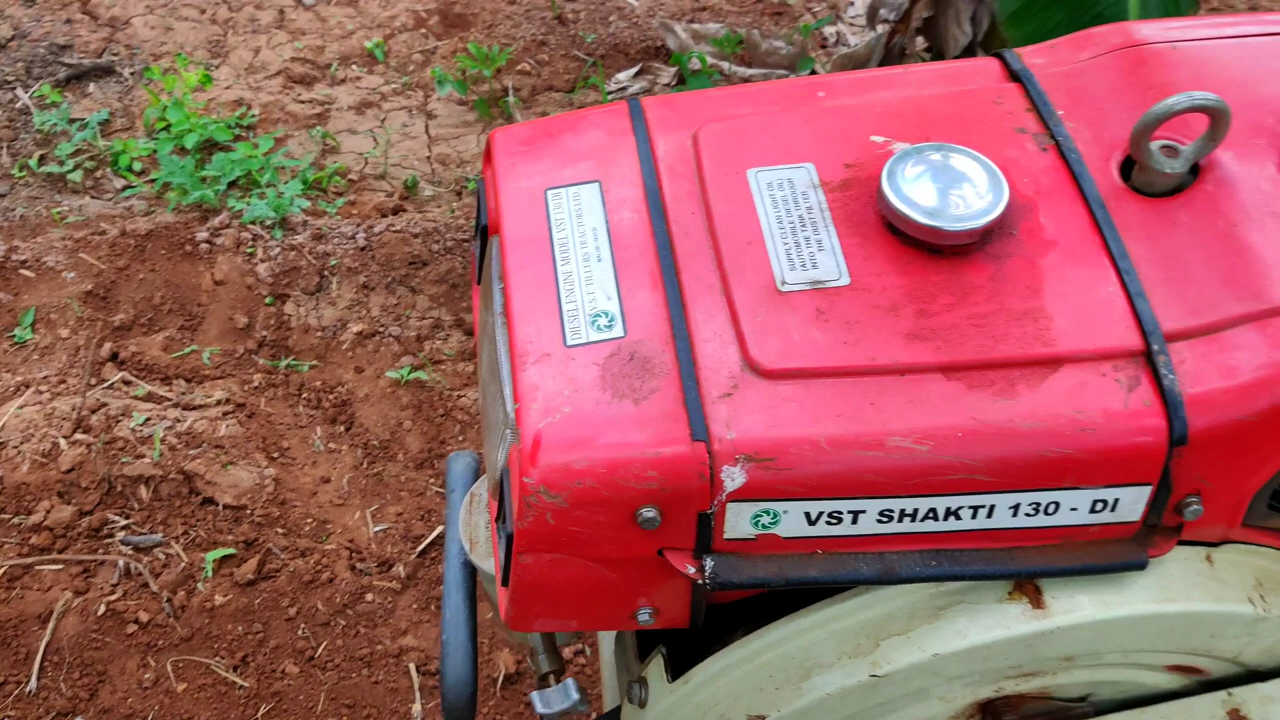 DIESEL ENGINE MODEL VST 130 DI
V.S.T. TILLERS TRACTORS LTD.,
SUPPLY CLEAN LIGHT OIL
(AUTOMOBILE DIESEL OIL)
INTO THE TANK THROUGH
THE DUST FILTER
VST SHAKTI 130 - DI